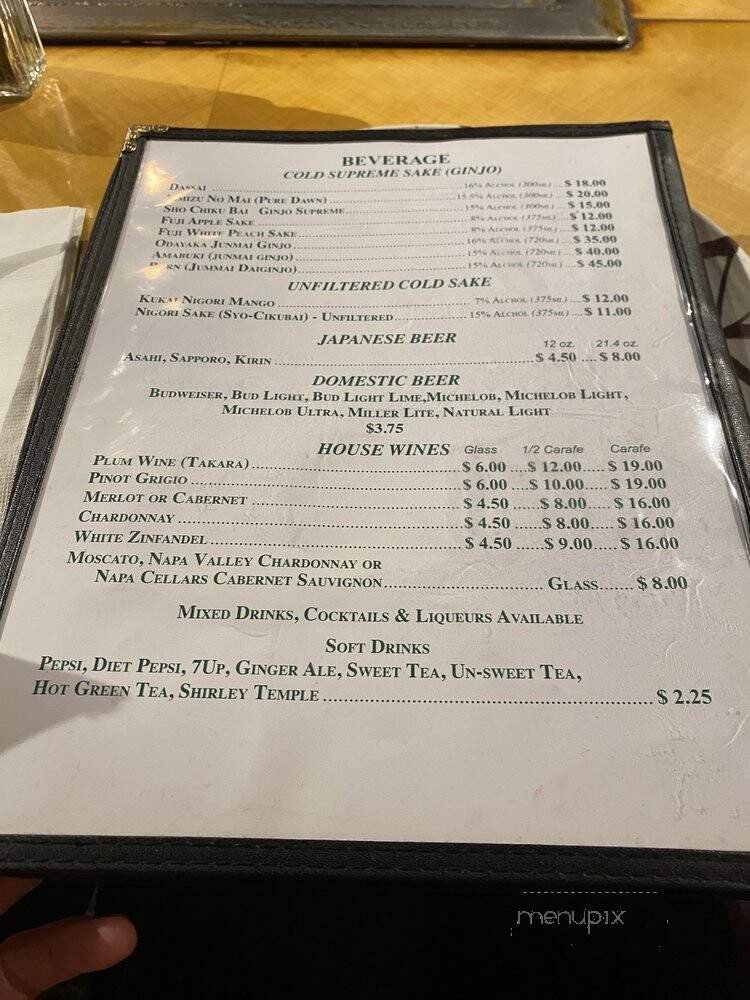 BEVERAGE
COLD SUPREME SAKE (GINJO)
DASSAI ... 16% ALCHOL (300ML) ... $ 18.00
MIZU NO MAI (PURE DAWN) ... 15.5% ALCHOL (300ML) ... $ 20.00
SHO CHIKU BAI GINJO SUPREME ... 15% ALCHOL (300ML) ... $ 15.00
FUJI APPLE SAKE ... 8% ALCHOL (375ML) ... $ 12.00
FUJI WHITE PEACH SAKE ... 8% ALCHOL (375ML) ... $ 12.00
ODAYAKA JUNMAI GINJO ... 16% ALCHOL (720ML) ... $ 35.00
AMABUKI (JUNMAI GINJO) ... 15% ALCHOL (720ML) ... $ 40.00
(JUMMAI DAIGINJO) ... 15% ALCHOL (720ML) ... $ 45.00
UNFILTERED COLD SAKE
KUKAI NIGORI MANGO ... 7% ALCHOL (375ML) ... $ 12.00
NIGORI SAKE (SYO-CIKUBAI) - UNFILTERED ... 15% ALCHOL (375ML) ... $ 11.00
JAPANESE BEER 12 oz. 21.4 oz.
ASAHI, SAPPORO, KIRIN ... $ 4.50 .... $ 8.00
DOMESTIC BEER
BUDWEISER, BUD LIGHT, BUD LIGHT LIME,MICHELOB, MICHELOB LIGHT,
MICHELOB ULTRA, MILLER LITE, NATURAL LIGHT
$3.75
HOUSE WINES Glass 1/2 Carafe Carafe
PLUM WINE (TAKARA) ... $ 6.00 .... $ 12.00..... $ 19.00
PINOT GRIGIO ... $ 6.00 .... $ 10.00..... $ 19.00
MERLOT OR CABERNET ... $ 4.50 ......$ 8.00..... $ 16.00
CHARDONNAY ... $ 4.50 ......$ 8.00..... $ 16.00
WHITE ZINFANDEL ... $ 4.50 ......$ 9.00..... $ 16.00
MOSCATO, NAPA VALLEY CHARDONNAY OR
NAPA CELLARS CABERNET SAUVIGNON ... GLASS....... $ 8.00
MIXED DRINKS, COCKTAILS & LIQUEURS AVAILABLE
SOFT DRINKS
PEPSI, DIET PEPSI, 7UP, GINGER ALE, SWEET TEA, UN-SWEET TEA,
HOT GREEN TEA, SHIRLEY TEMPLE ... $ 2.25
menupix